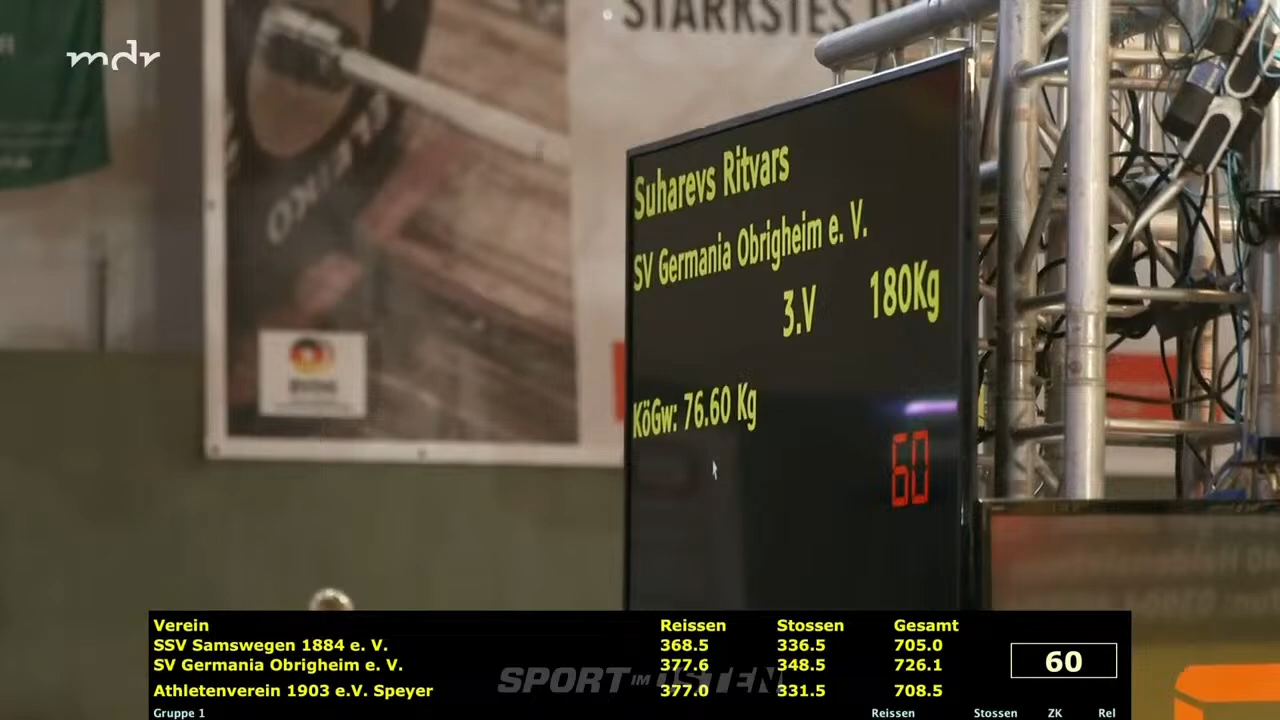 mdr
STÄRKSTES
Suharevs Ritvars
SV Germania Obrigheim e. V.
3.V 180Kg
KöGw: 76.60 Kg
60
ELEIKO
Verein Reissen Stossen Gesamt
SSV Samswegen 1884 e. V. 368.5 336.5 705.0
SV Germania Obrigheim e. V. 377.6 348.5 726.1
Athletenverein 1903 e.V. Speyer 377.0 331.5 708.5
60
SPORT IM OSTEN
Gruppe 1 Reissen Stossen ZK Rel